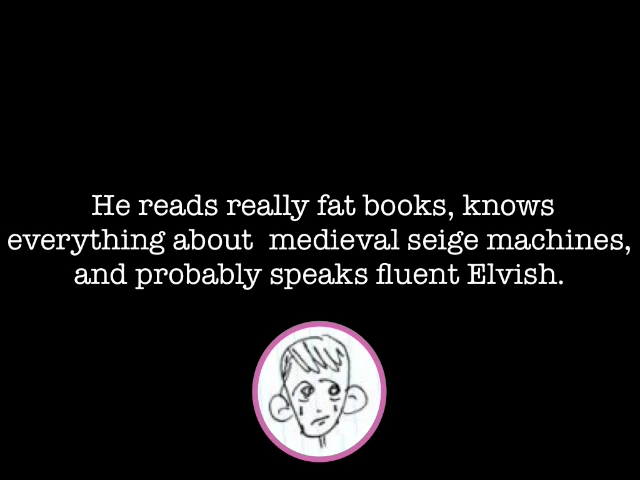 He reads really fat books, knows
everything about  medieval seige machines,
and probably speaks fluent Elvish.